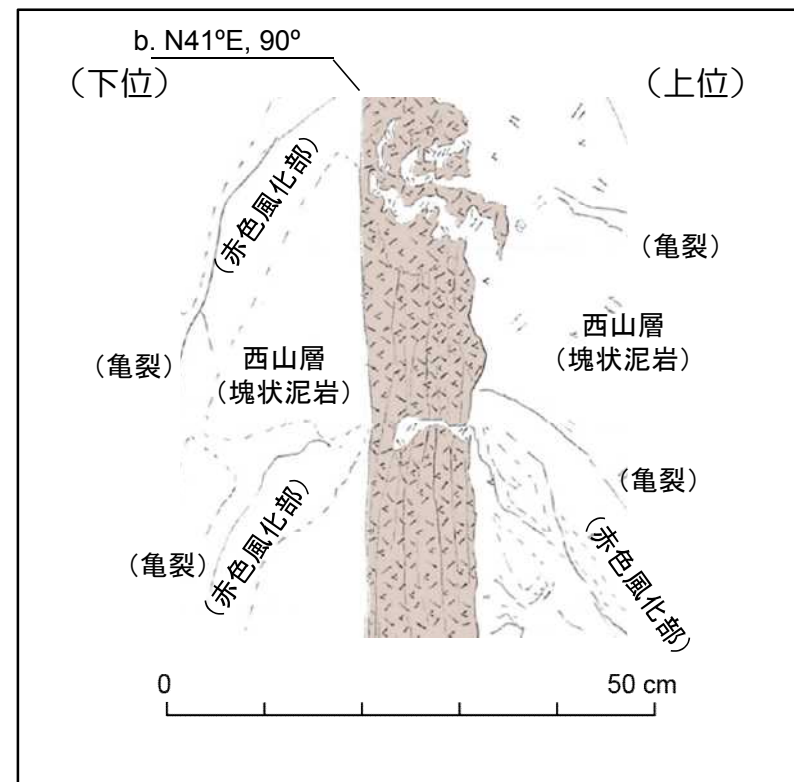 b. N41ºE, 90º
（下位）
（上位）
（赤色風化部）
（亀裂）
（亀裂）
西山層
（塊状泥岩）
西山層
（塊状泥岩）
（亀裂）
（赤色風化部）
（亀裂）
（赤色風化部）
0
50 cm